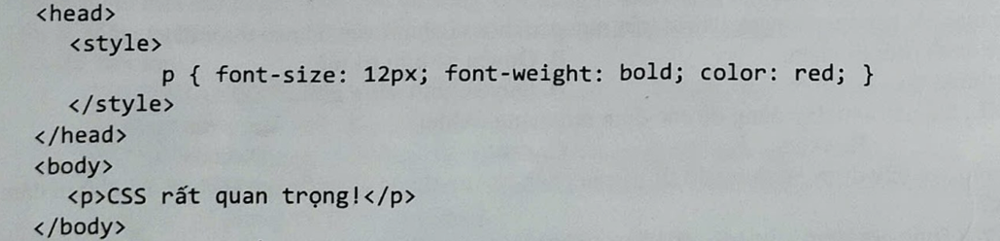 <head>
<style>
p { font-size: 12px; font-weight: bold; color: red; }
</style>
</head>
<body>
<p>CSS rất quan trọng!</p>
</body>